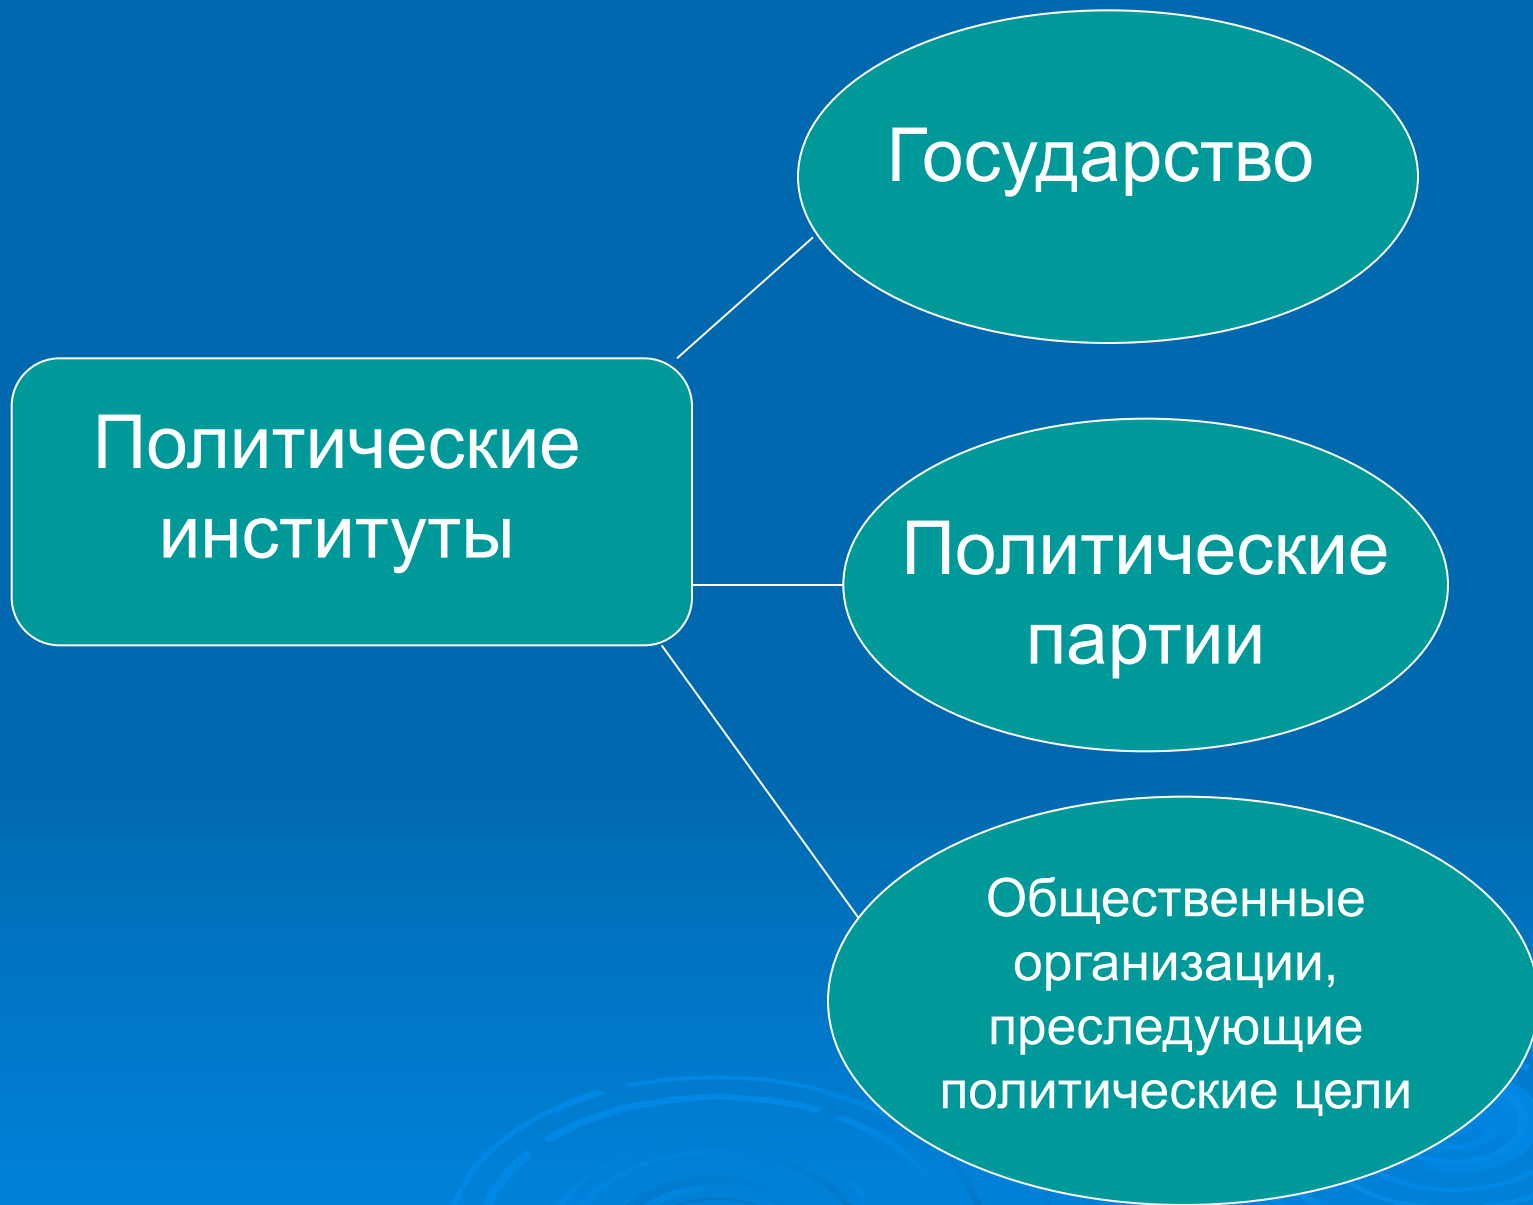 Государство
Политические
институты
Политические
партии
Общественные
организации,
преследующие
политические цели